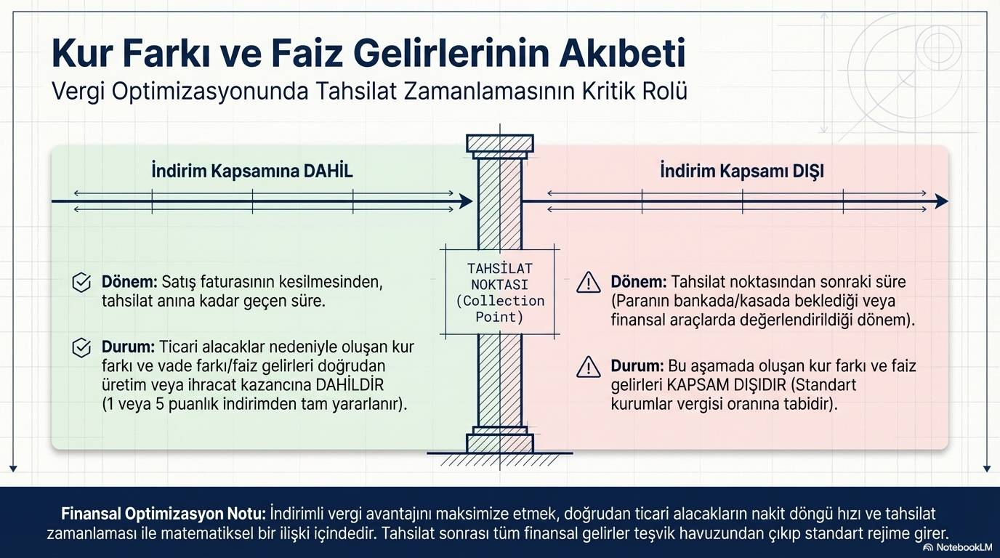 Kur Farkı ve Faiz Gelirlerinin Akıbeti
Vergi Optimizasyonunda Tahsilat Zamanlamasının Kritik Rolü
İndirim Kapsamına DAHİL
Dönem: Satış faturasının kesilmesinden,
tahsilat anına kadar geçen süre.
Durum: Ticari alacaklar nedeniyle oluşan kur
farkı ve vade farkı/faiz gelirleri doğrudan
üretim veya ihracat kazancına DAHİLDİR
(1 veya 5 puanlık indirimden tam yararlanır).
TAHSİLAT
NOKTASI
(Collection
Point)
İndirim Kapsamı DIŞI
Dönem: Tahsilat noktasından sonraki süre
(Paranın bankada/kasada beklediği veya
finansal araçlarda değerlendirildiği dönem).
Durum: Bu aşamada oluşan kur farkı ve faiz
gelirleri KAPSAM DIŞIDIR (Standart
kurumlar vergisi oranına tabidir).
Finansal Optimizasyon Notu: İndirimli vergi avantajını maksimize etmek, doğrudan ticari alacakların nakit döngü hızı ve tahsilat
zamanlaması ile matematiksel bir ilişki içindedir. Tahsilat sonrası tüm finansal gelirler teşvik havuzundan çıkıp standart rejime girer.
NotebookLM